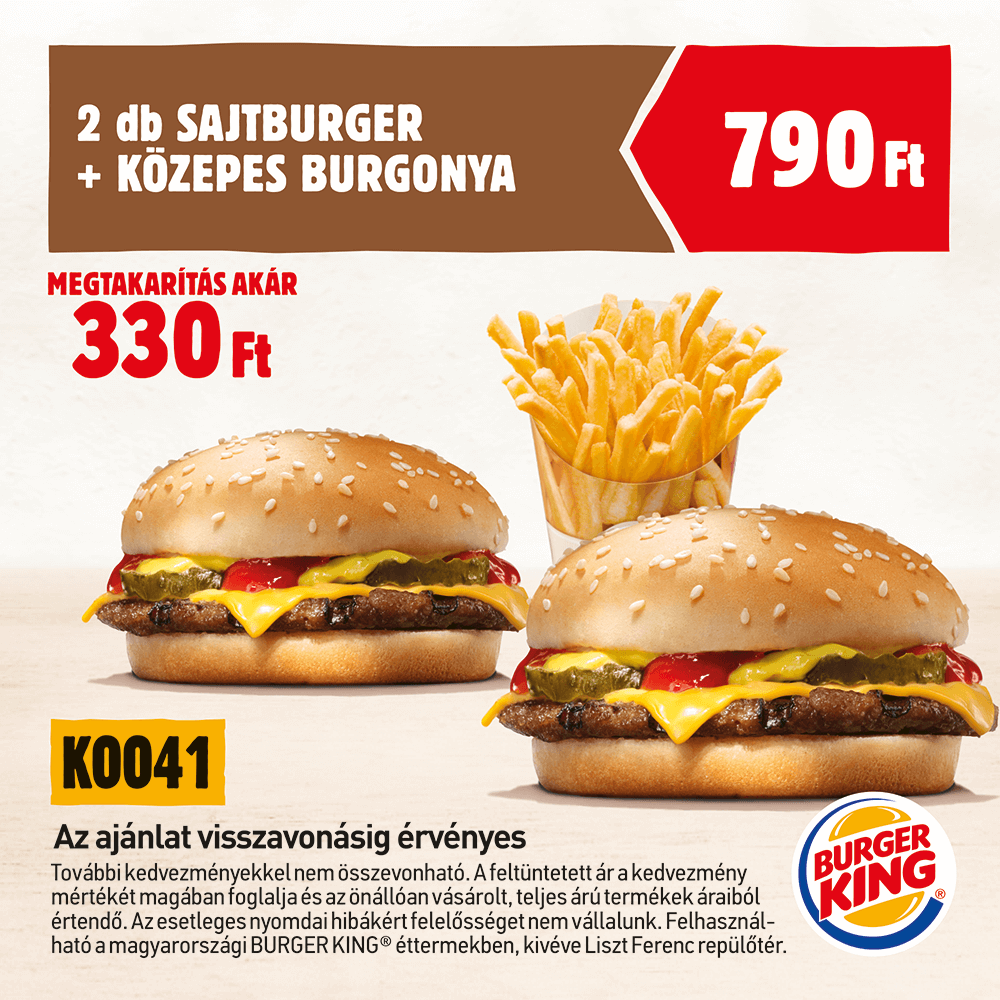 2 db SAJTBURGER
+ KÖZEPES BURGONYA
790 Ft
MEGTAKARÍTÁS AKÁR
330 Ft
K0041
Az ajánlat visszavonásig érvényes
További kedvezményekkel nem összevonható. A feltüntetett ár a kedvezmény
mértékét magában foglalja és az önállóan vásárolt, teljes árú termékek áraiból
értendő. Az esetleges nyomdai hibákért felelősséget nem vállalunk. Felhasznál-
ható a magyarországi BURGER KING® éttermekben, kivéve Liszt Ferenc repülőtér.
BURGER
KING®